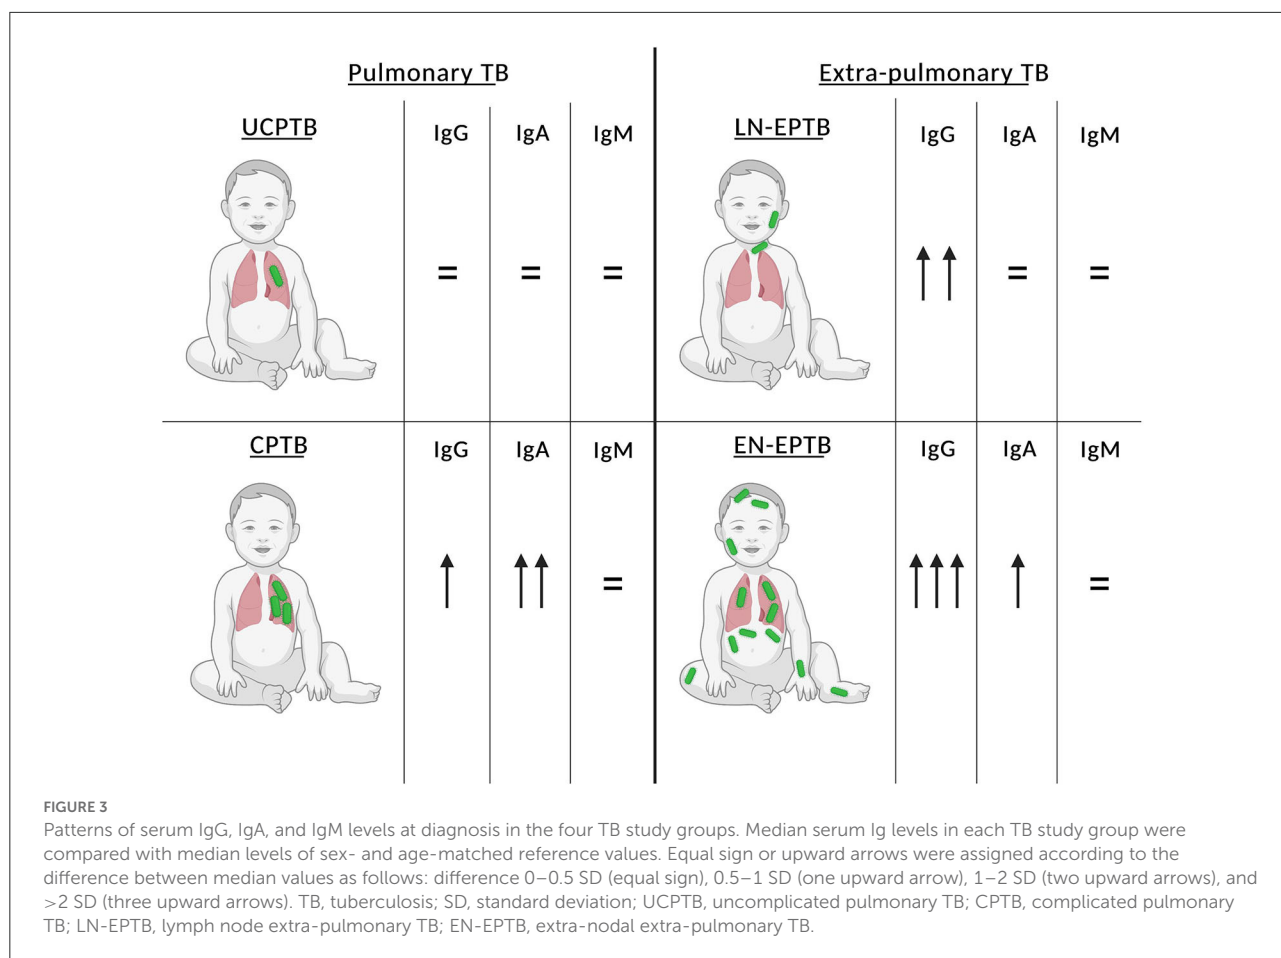 Pulmonary TB
Extra-pulmonary TB
UCPTB
IgG
IgA
IgM
=
=
=
LN-EPTB
IgG
IgA
IgM
↑↑
=
=
CPTB
IgG
IgA
IgM
↑
↑↑
=
EN-EPTB
IgG
IgA
IgM
↑↑↑
↑
=
FIGURE 3
Patterns of serum IgG, IgA, and IgM levels at diagnosis in the four TB study groups. Median serum Ig levels in each TB study group were
compared with median levels of sex- and age-matched reference values. Equal sign or upward arrows were assigned according to the
difference between median values as follows: difference 0–0.5 SD (equal sign), 0.5–1 SD (one upward arrow), 1–2 SD (two upward arrows), and
>2 SD (three upward arrows). TB, tuberculosis; SD, standard deviation; UCPTB, uncomplicated pulmonary TB; CPTB, complicated pulmonary
TB; LN-EPTB, lymph node extra-pulmonary TB; EN-EPTB, extra-nodal extra-pulmonary TB.